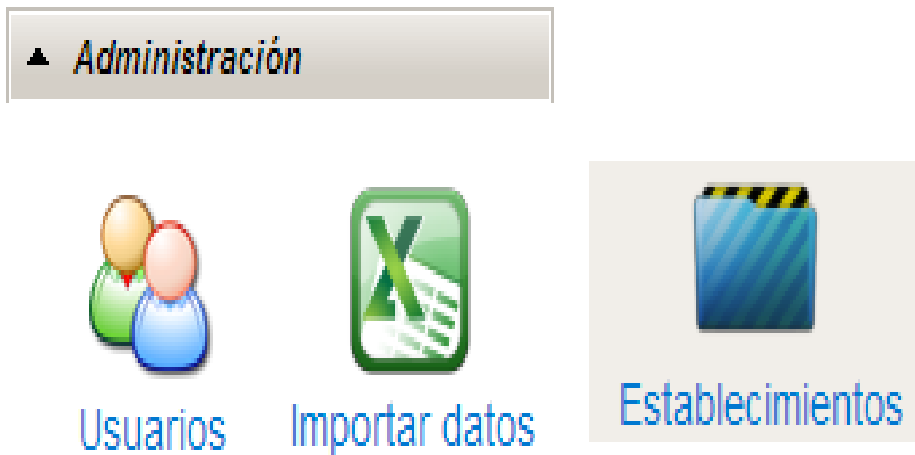 Administración
Usuarios
Importar datos
Establecimientos